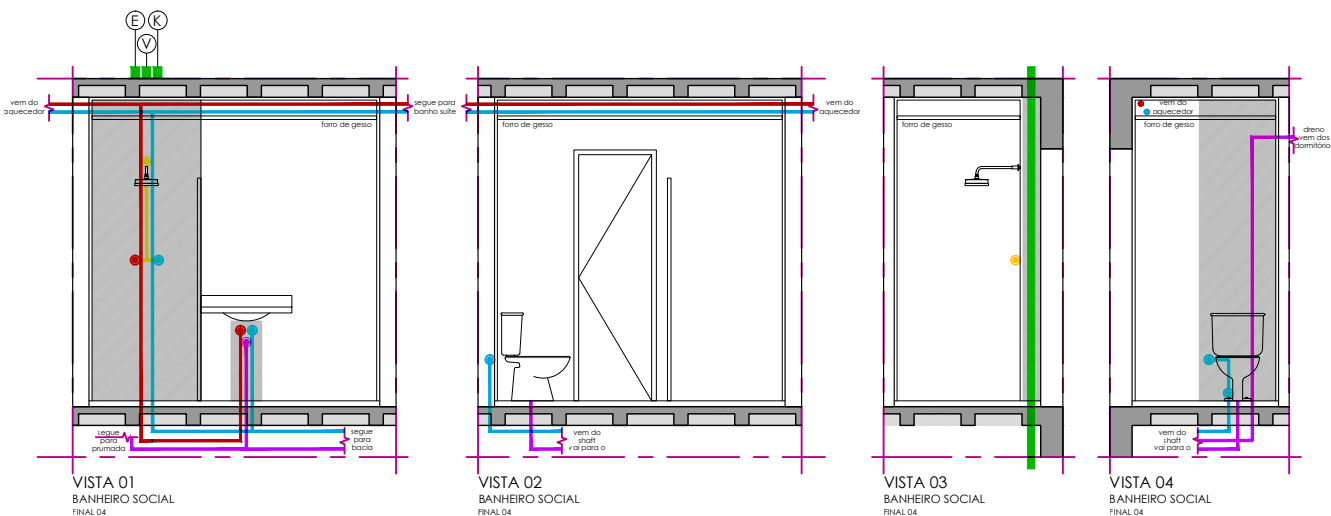 E
K
V
vem do
aquecedor
segue para
banho suíte
forro de gesso
segue
para
prumada
segue
para
bacia
VISTA 01
BANHEIRO SOCIAL
FINAL 04
vem do
aquecedor
forro de gesso
vem do
shaft
vai para o
VISTA 02
BANHEIRO SOCIAL
FINAL 04
forro de gesso
VISTA 03
BANHEIRO SOCIAL
FINAL 04
vem do
aquecedor
forro de gesso
dreno
vem dos
dormitório
vem do
shaft
vai para o
VISTA 04
BANHEIRO SOCIAL
FINAL 04